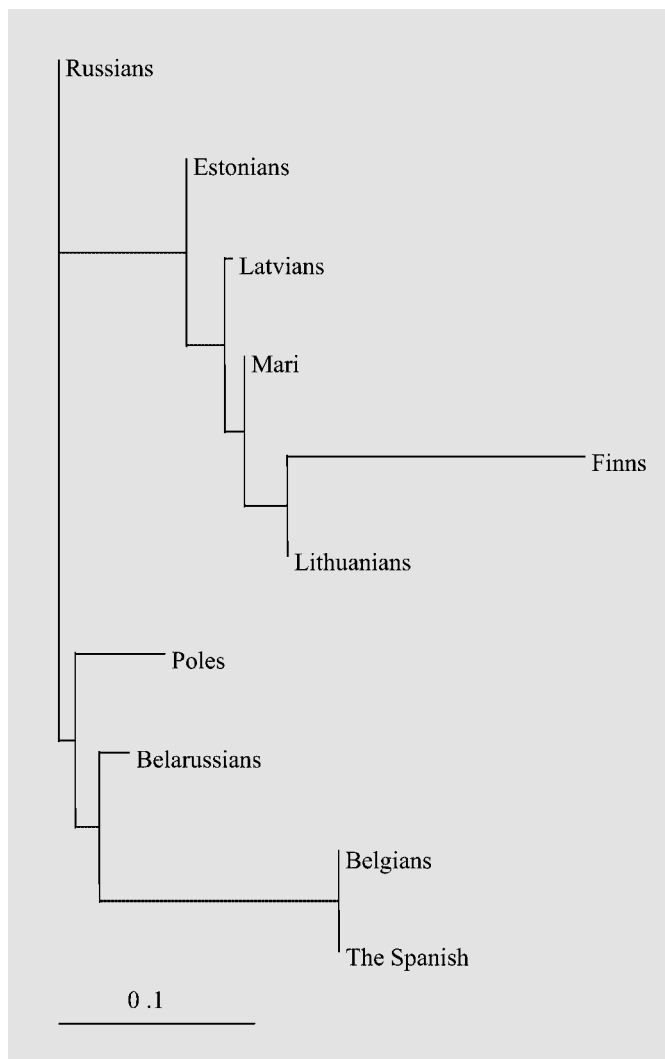 Russians
Estonians
Latvians
Mari
Finns
Lithuanians
Poles
Belarussians
Belgians
The Spanish
0 .1